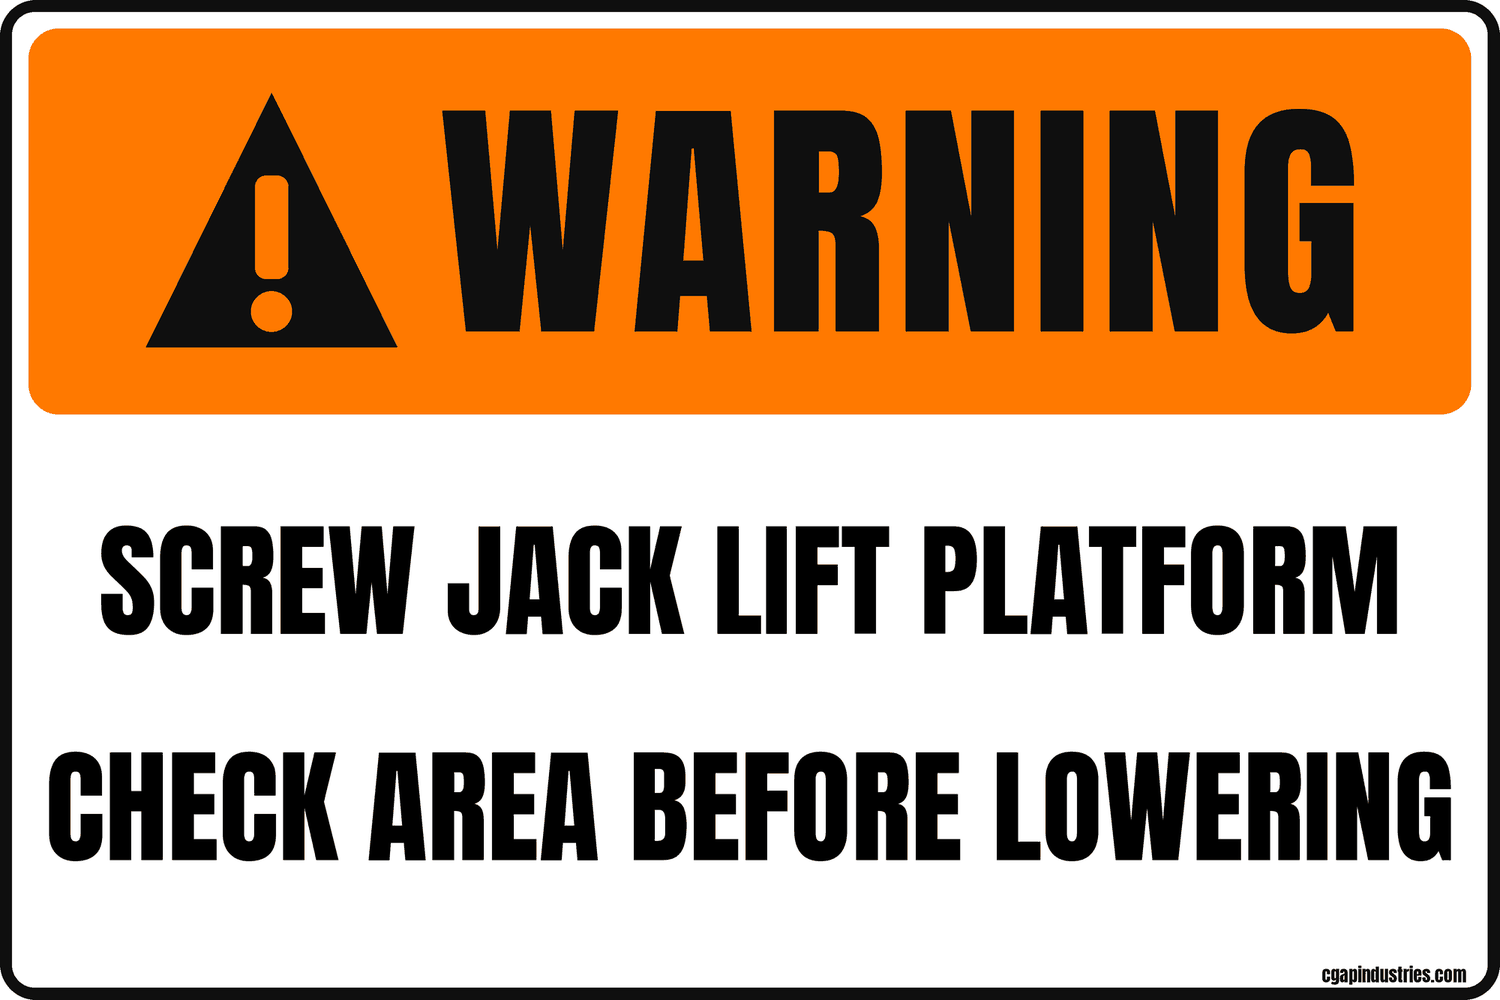 WARNING
SCREW JACK LIFT PLATFORM
CHECK AREA BEFORE LOWERING
cgapindustries.com